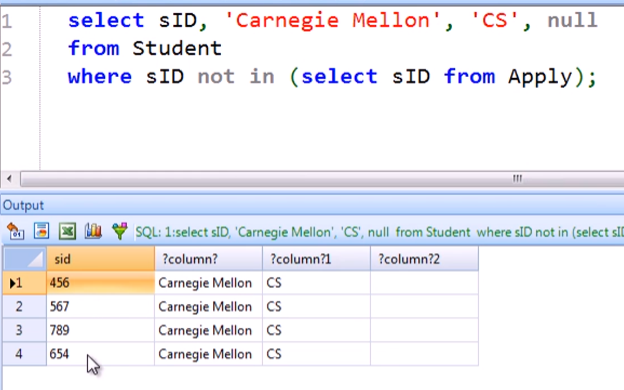 1 select sID, 'Carnegie Mellon', 'CS', null
2 from Student
3 where sID not in (select sID from Apply);
Output
SQL: 1:select sID, 'Carnegie Mellon', 'CS', null from Student where sID not in (select sID
sid ?column? ?column?1 ?column?2
1 456 Carnegie Mellon CS
2 567 Carnegie Mellon CS
3 789 Carnegie Mellon CS
4 654 Carnegie Mellon CS